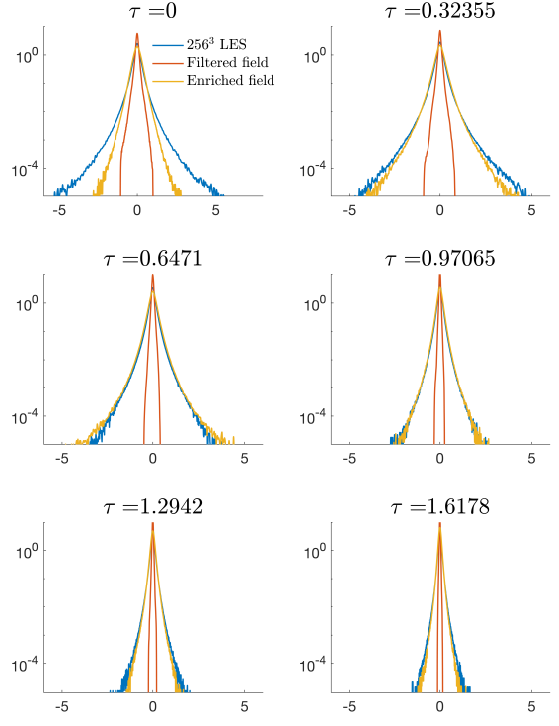 τ =0
10⁰
10⁻⁴
-5 0 5
256³ LES
Filtered field
Enriched field
τ =0.32355
10⁰
10⁻⁴
-5 0 5
τ =0.6471
10⁰
10⁻⁴
-5 0 5
τ =0.97065
10⁰
10⁻⁴
-5 0 5
τ =1.2942
10⁰
10⁻⁴
-5 0 5
τ =1.6178
10⁰
10⁻⁴
-5 0 5